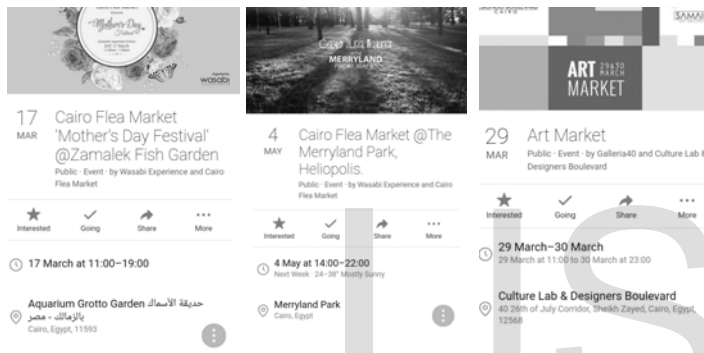 Mother's Day
Festival
wasabi
17
MAR
Cairo Flea Market
'Mother's Day Festival'
@Zamalek Fish Garden
Public · Event · by Wasabi Experience and Cairo
Flea Market
Interested
Going
Share
More
17 March at 11:00–19:00
Aquarium Grotto Garden حديقة الأسماك
بالزمالك - مصر
Cairo, Egypt, 11593
Cairo Flea Market
MERRYLAND
4
MAY
Cairo Flea Market @The
Merryland Park,
Heliopolis.
Public · Event · by Wasabi Experience and Cairo
Flea Market
Interested
Going
Share
More
4 May at 14:00–22:00
Next Week · 24–38° Mostly Sunny
Merryland Park
Cairo, Egypt
CAIRO
SAMAI
ART
29&30
MARCH
MARKET
29
MAR
Art Market
Public · Event · by Galleria40 and Culture Lab &
Designers Boulevard
Interested
Going
Share
More
29 March–30 March
29 March at 11:00 to 30 March at 23:00
Culture Lab & Designers Boulevard
40 26th of July Corridor, Sheikh Zayed, Cairo, Egypt,
12568